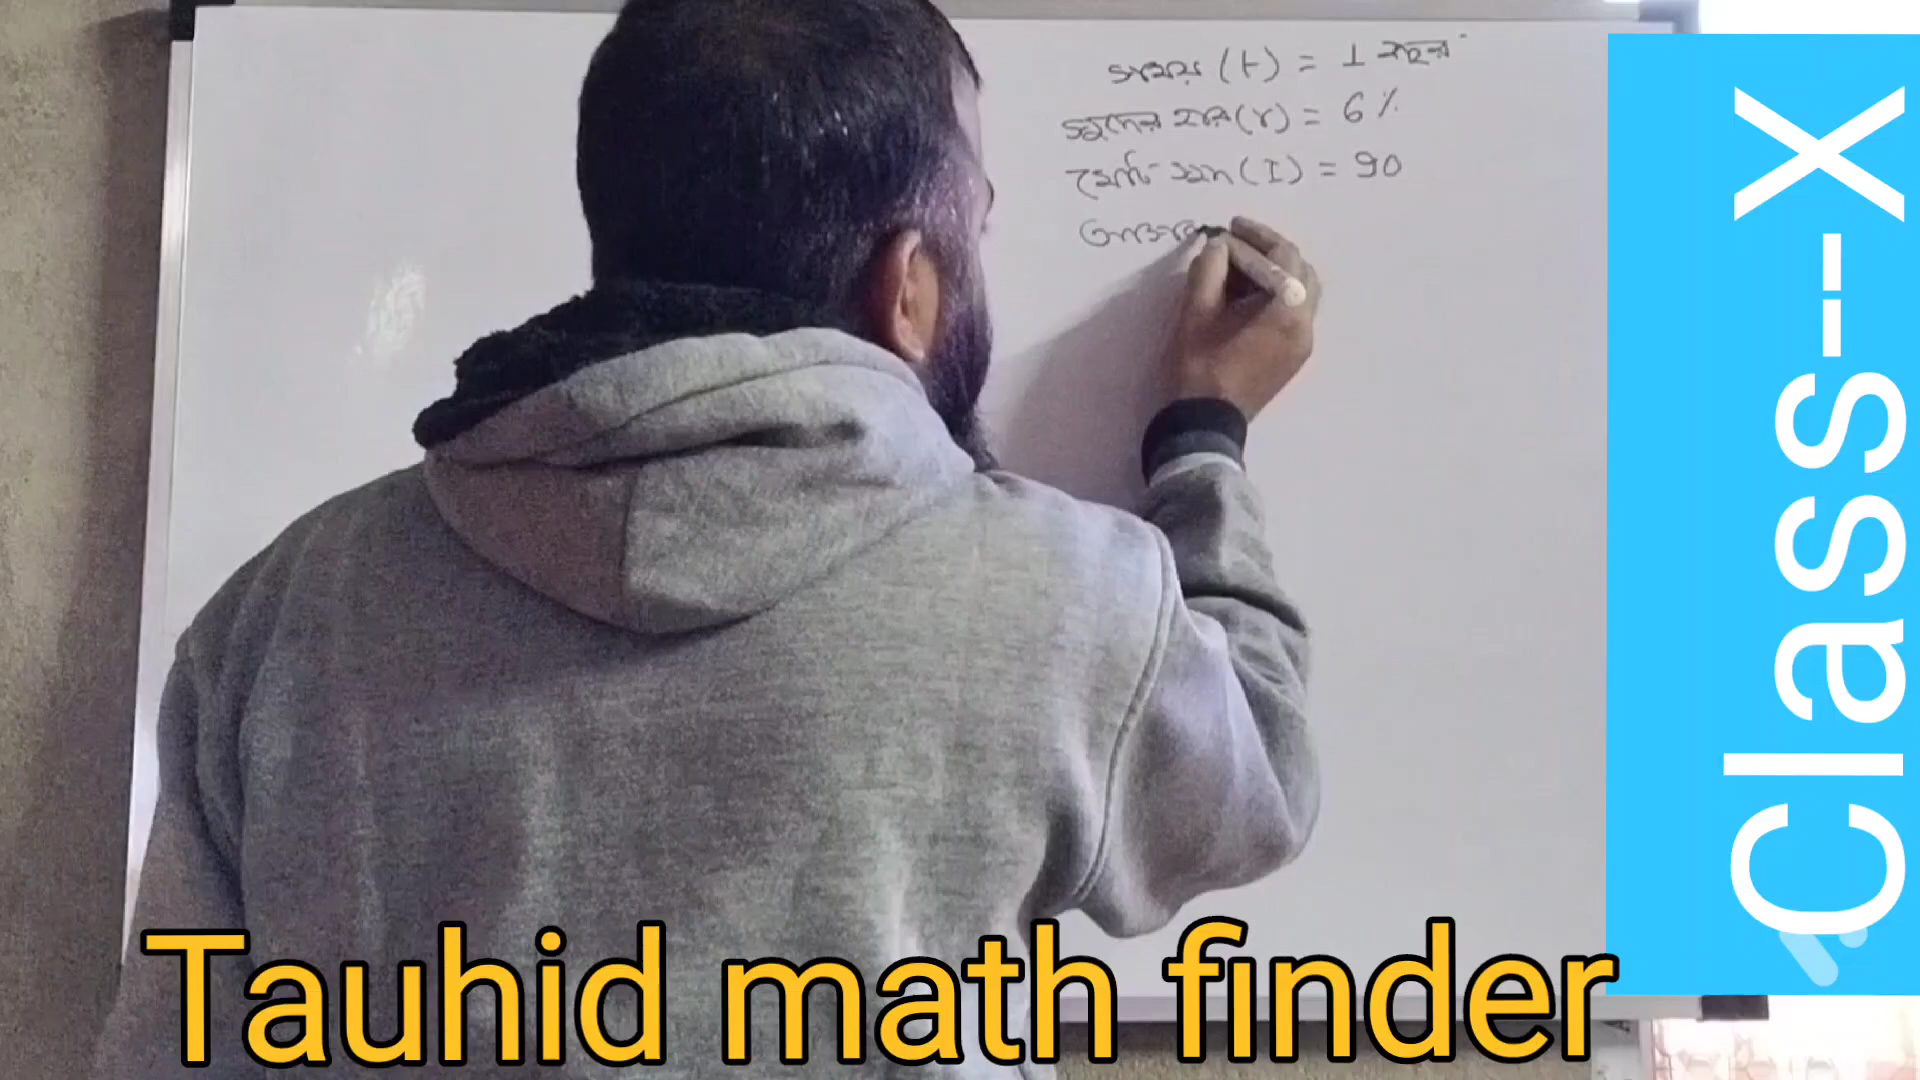 সময় (t) = 1 বছর
সুদের হার (r) = 6 %
মোট সুদ (I) = 90
Class--X
Tauhid math finder